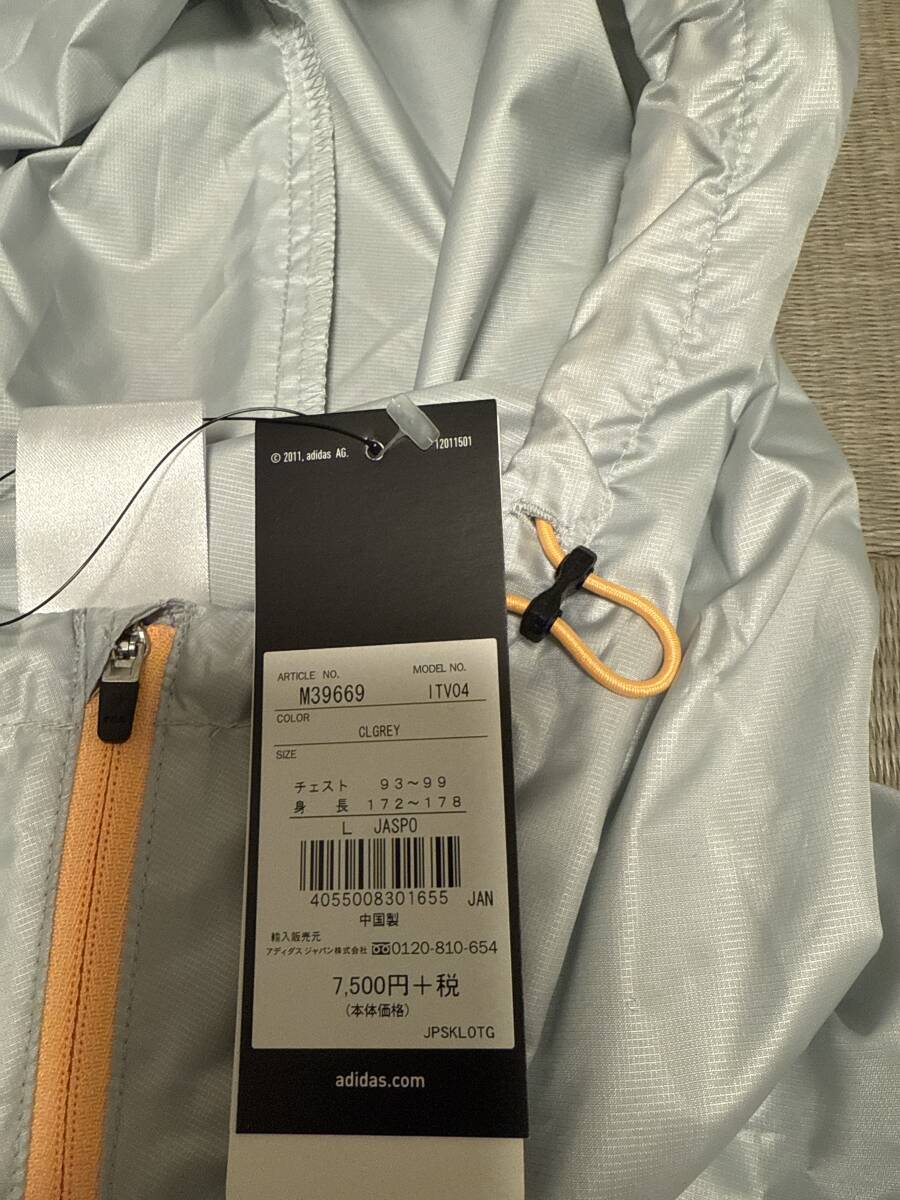 © 2011, adidas AG.
12011501
ARTICLE NO.
MODEL NO.
M39669
ITV04
COLOR
CLGREY
SIZE
チェスト 93~99
身 長 172~178
L JASPO
4055008301655 JAN
中国製
輸入販売元
アディダス ジャパン株式会社 0120-810-654
7,500円+税
(本体価格)
JPSKLOTG
adidas.com